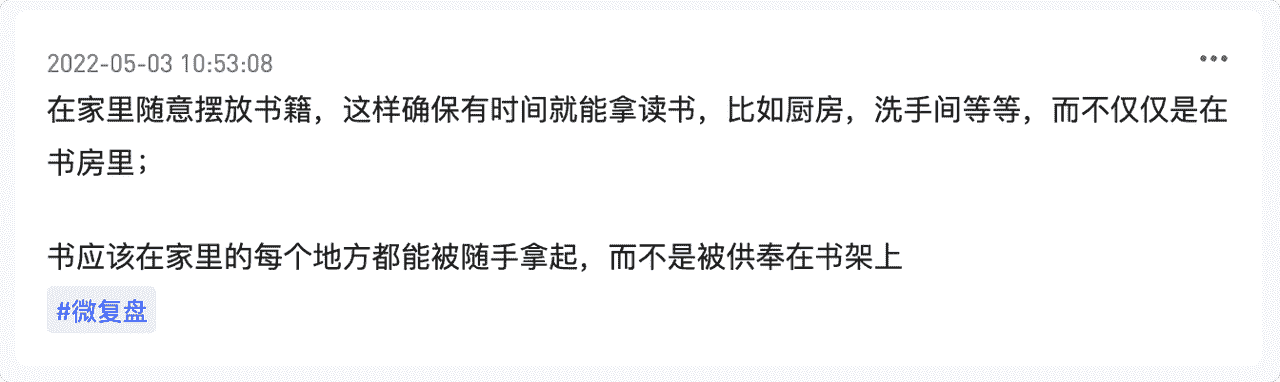 2022-05-03 10:53:08
在家里随意摆放书籍，这样确保有时间就能拿读书，比如厨房，洗手间等等，而不仅仅是在
书房里；
书应该在家里的每个地方都能被随手拿起，而不是被供奉在书架上
#微复盘